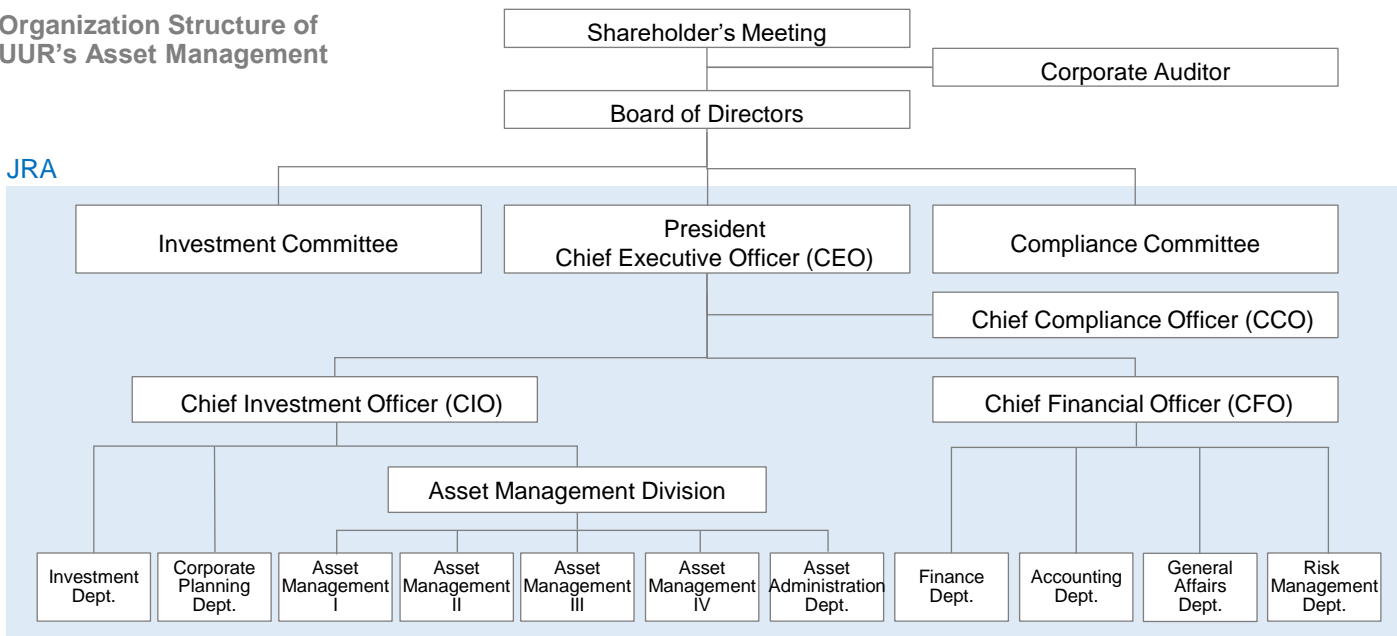 Organization Structure of
UUR's Asset Management
Shareholder's Meeting
Corporate Auditor
Board of Directors
JRA
Investment Committee
President
Chief Executive Officer (CEO)
Compliance Committee
Chief Compliance Officer (CCO)
Chief Investment Officer (CIO)
Chief Financial Officer (CFO)
Asset Management Division
Investment
Dept.
Corporate
Planning
Dept.
Asset
Management
I
Asset
Management
II
Asset
Management
III
Asset
Management
IV
Asset
Administration
Dept.
Finance
Dept.
Accounting
Dept.
General
Affairs
Dept.
Risk
Management
Dept.